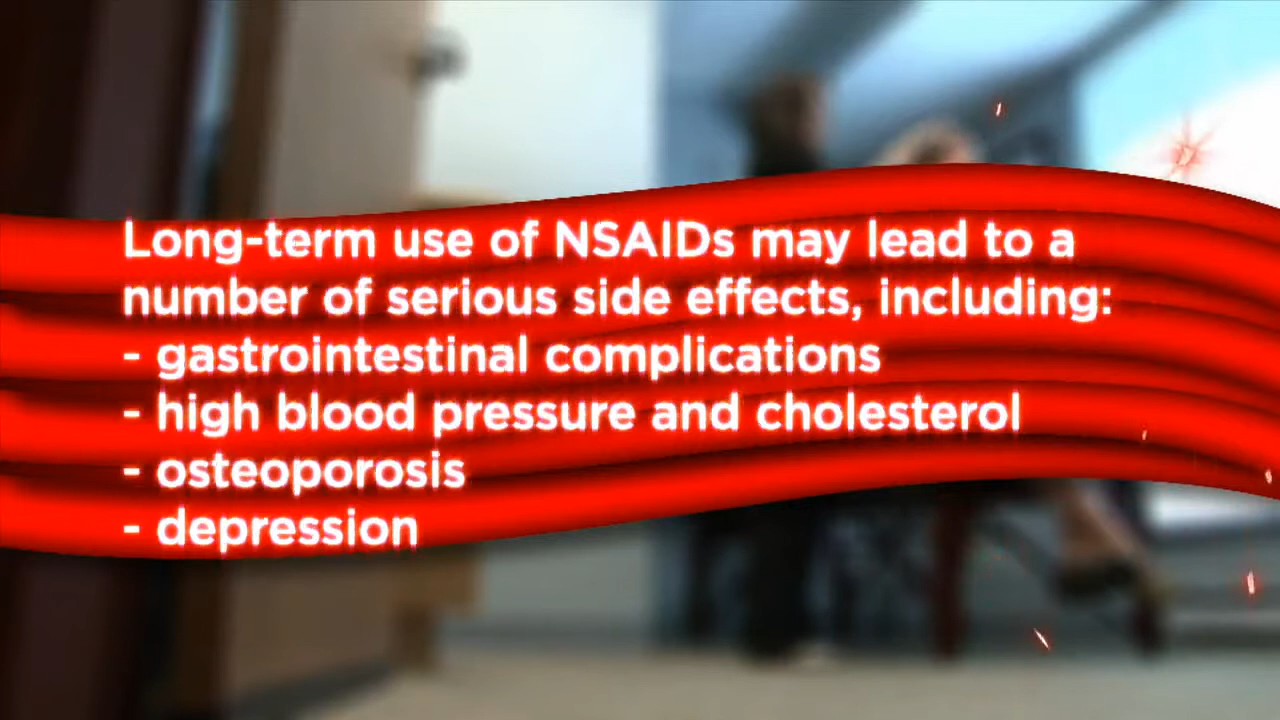 Long-term use of NSAIDs may lead to a
number of serious side effects, including:
- gastrointestinal complications
- high blood pressure and cholesterol
- osteoporosis
- depression